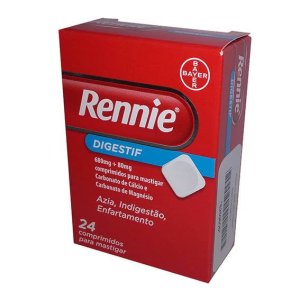 BAYER
BAYER
Rennie®
DIGESTIF
680mg + 80mg
comprimidos para mastigar
Carbonato de Cálcio e
Carbonato de Magnésio
Azia, Indigestão,
Enfartamento
24
comprimidos
para mastigar